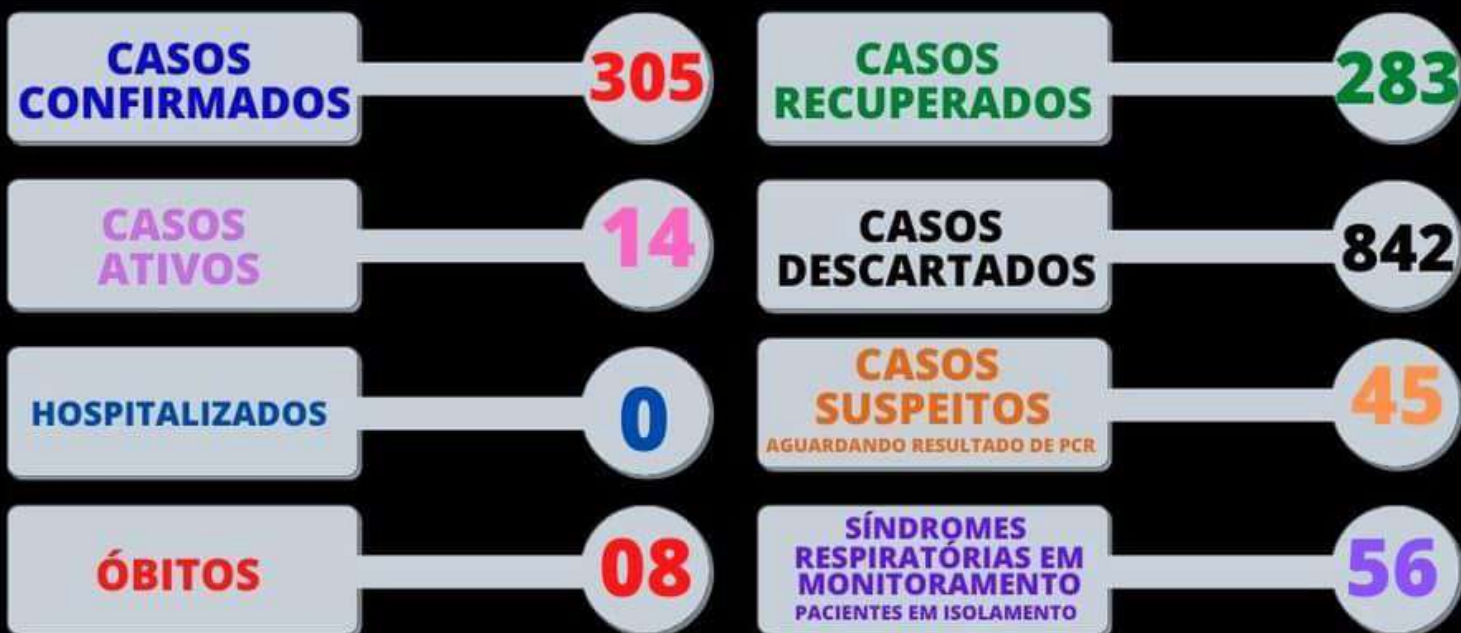 CASOS
CONFIRMADOS
305
CASOS
RECUPERADOS
283
CASOS
ATIVOS
14
CASOS
DESCARTADOS
842
HOSPITALIZADOS
0
CASOS
SUSPEITOS
AGUARDANDO RESULTADO DE PCR
45
ÓBITOS
08
SÍNDROMES
RESPIRATÓRIAS EM
MONITORAMENTO
PACIENTES EM ISOLAMENTO
56